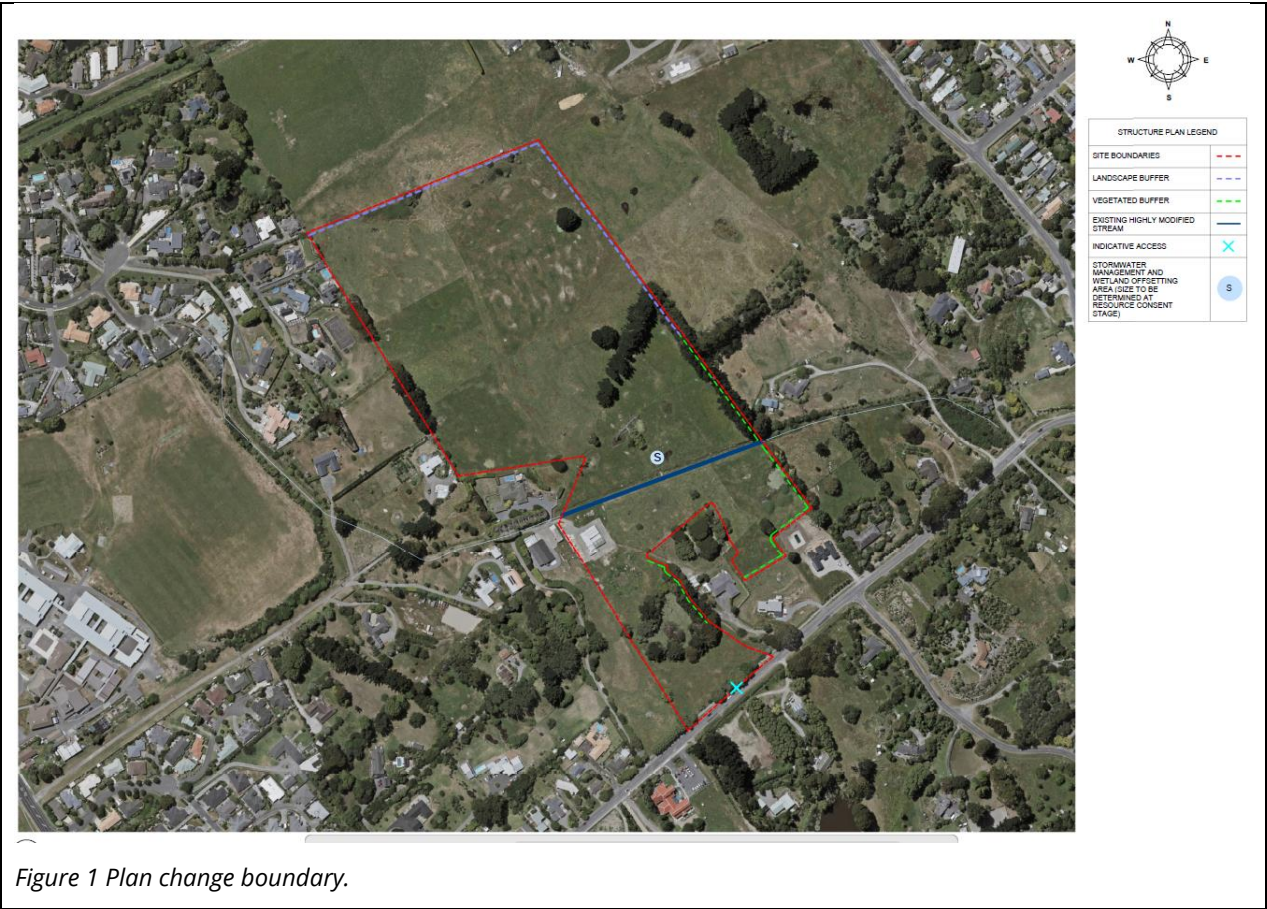 N
W
E
S
STRUCTURE PLAN LEGEND
SITE BOUNDARIES
LANDSCAPE BUFFER
VEGETATED BUFFER
EXISTING HIGHLY MODIFIED
STREAM
INDICATIVE ACCESS
STORMWATER
MANAGEMENT AND
WETLAND OFFSETTING
AREA (SIZE TO BE
DETERMINED AT
RESOURCE CONSENT
STAGE)
S
S
Figure 1 Plan change boundary.